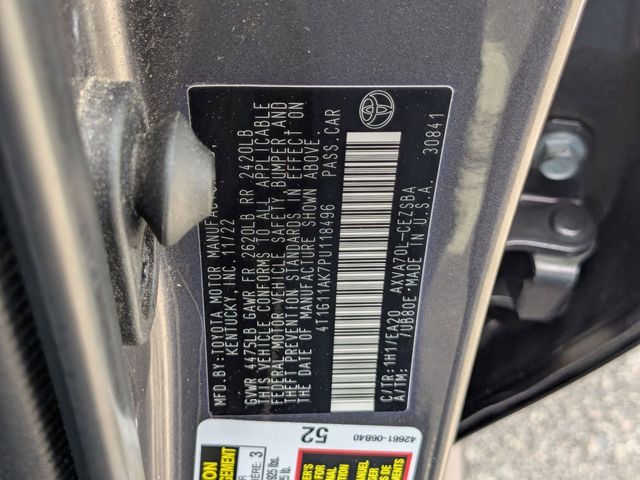 MFD. BY:-TOYOTA MOTOR MANUFACTURING,
KENTUCKY, INC. 11/22
GVWR 4475LB GAWR FR 2620LB RR 2420LB
THIS VEHICLE CONFORMS TO ALL APPLICABLE
FEDERAL MOTOR VEHICLE SAFETY, BUMPER AND
THEFT PREVENTION STANDARDS IN EFFECT ON
THE DATE OF MANUFACTURE SHOWN ABOVE.
4T1G11AK7PU118496 PASS. CAR
C/TR: 1H1/EA20 AXVA70L-CEZSBA
A/TM: /UB80E MADE IN U.S.A. 30841
42661-06840
52